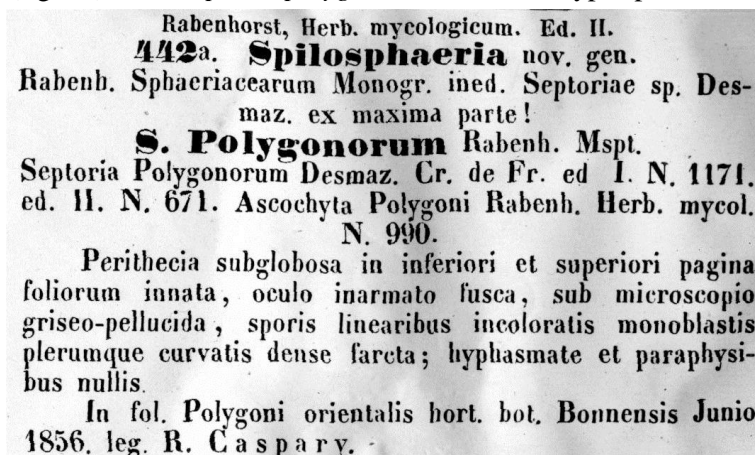 Rabenhorst, Herb. mycologicum. Ed. II.
442a. Spilosphaeria nov. gen.
Rabenh. Sphaeriacearum Monogr. ined. Septoriae sp. Des-
maz. ex maxima parte!
S. Polygonorum Rabenh. Mspt.
Septoria Polygonorum Desmaz. Cr. de Fr. ed I. N. 1171.
ed. II. N. 671. Ascochyta Polygoni Rabenh. Herb. mycol.
N. 990.
Perithecia subglobosa in inferiori et superiori pagina
foliorum innata, oculo inarmato fusca, sub microscopio
griseo-pellucida, sporis linearibus incoloratis monoblastis
plerumque curvatis dense farcta; hyphasmate et paraphysi-
bus nullis.
In fol. Polygoni orientalis hort. bot. Bonnensis Junio
1856. leg. R. Caspary.